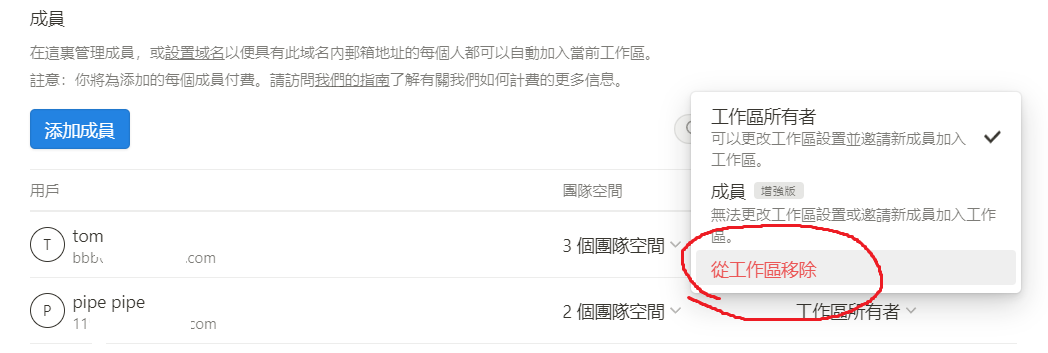 成員
在這裏管理成員，或設置域名以便具有此域名内郵箱地址的每個人都可以自動加入當前工作區。
註意：你將為添加的每個成員付費。請訪問我們的指南了解有關我們如何計費的更多信息。
添加成員
工作區所有者
可以更改工作區設置並邀請新成員加入
工作區。
成員 增強版
無法更改工作區設置或邀請新成員加入工作
區。
從工作區移除
用戶 團隊空間
T tom
bbb .com
3 個團隊空間
P pipe pipe
11 .com
2 個團隊空間 工作區所有者